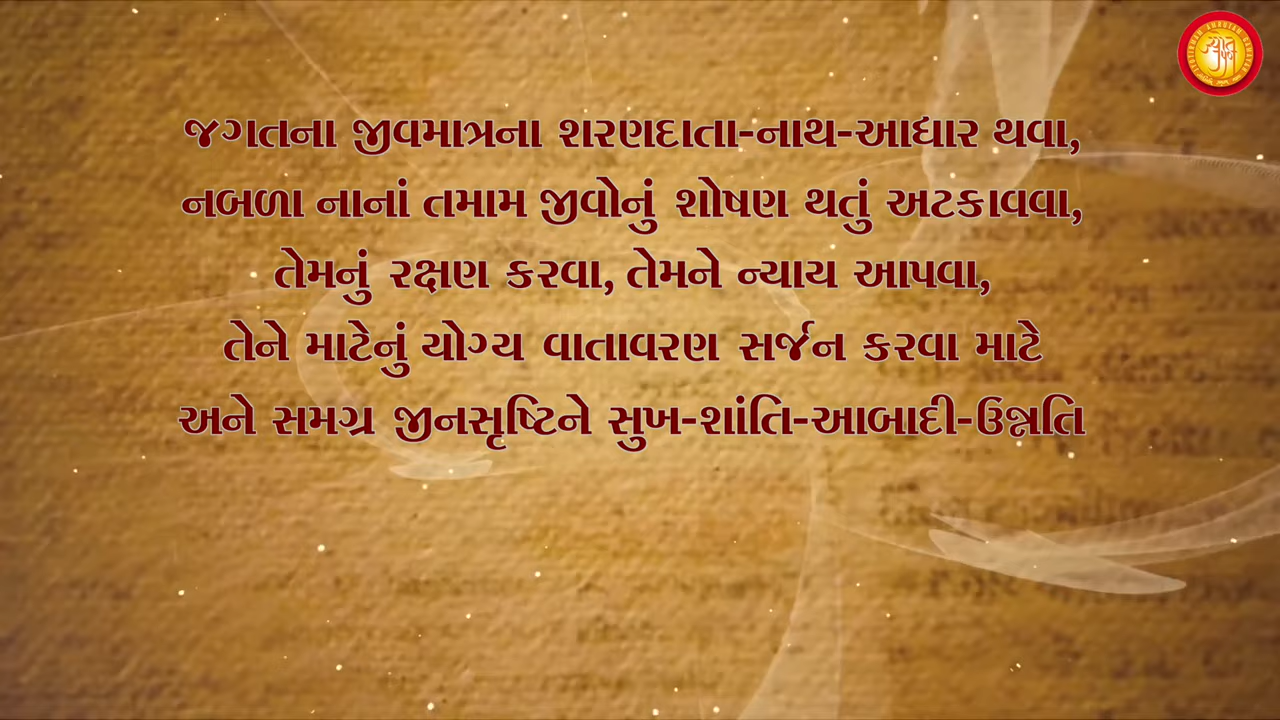 જગતના જીવમાત્રના શરણદાતા-નાથ-આધાર થવા,
નબળા નાનાં તમામ જીવોનું શોષણ થતું અટકાવવા,
તેમનું રક્ષણ કરવા, તેમને ન્યાય આપવા,
તેને માટેનું યોગ્ય વાતાવરણ સર્જન કરવા માટે
અને સમગ્ર જીનસૃષ્ટિને સુખ-શાંતિ-આબાદી-ઉન્નતિ